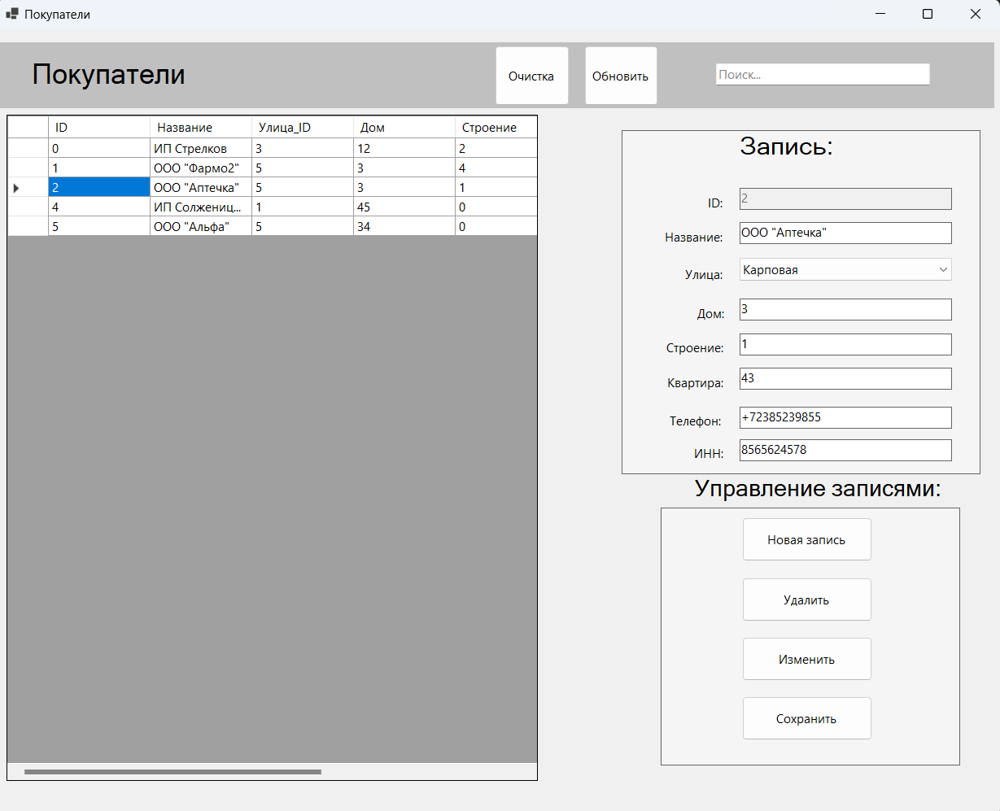 Покупатели
Покупатели
Очистка
Обновить
Поиск...
ID Название Улица_ID Дом Строение
0 ИП Стрелков 3 12 2
1 ООО "Фармо2" 5 3 4
2 ООО "Аптечка" 5 3 1
4 ИП Солжениц... 1 45 0
5 ООО "Альфа" 5 34 0
Запись:
ID: 2
Название: ООО "Аптечка"
Улица: Карповая
Дом: 3
Строение: 1
Квартира: 43
Телефон: +72385239855
ИНН: 8565624578
Управление записями:
Новая запись
Удалить
Изменить
Сохранить